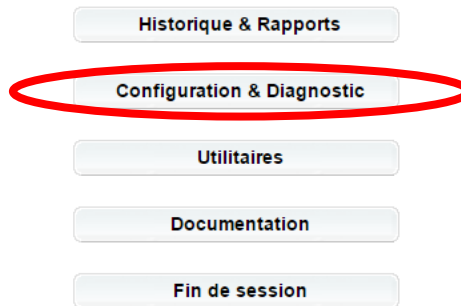 Historique & Rapports
Configuration & Diagnostic
Utilitaires
Documentation
Fin de session